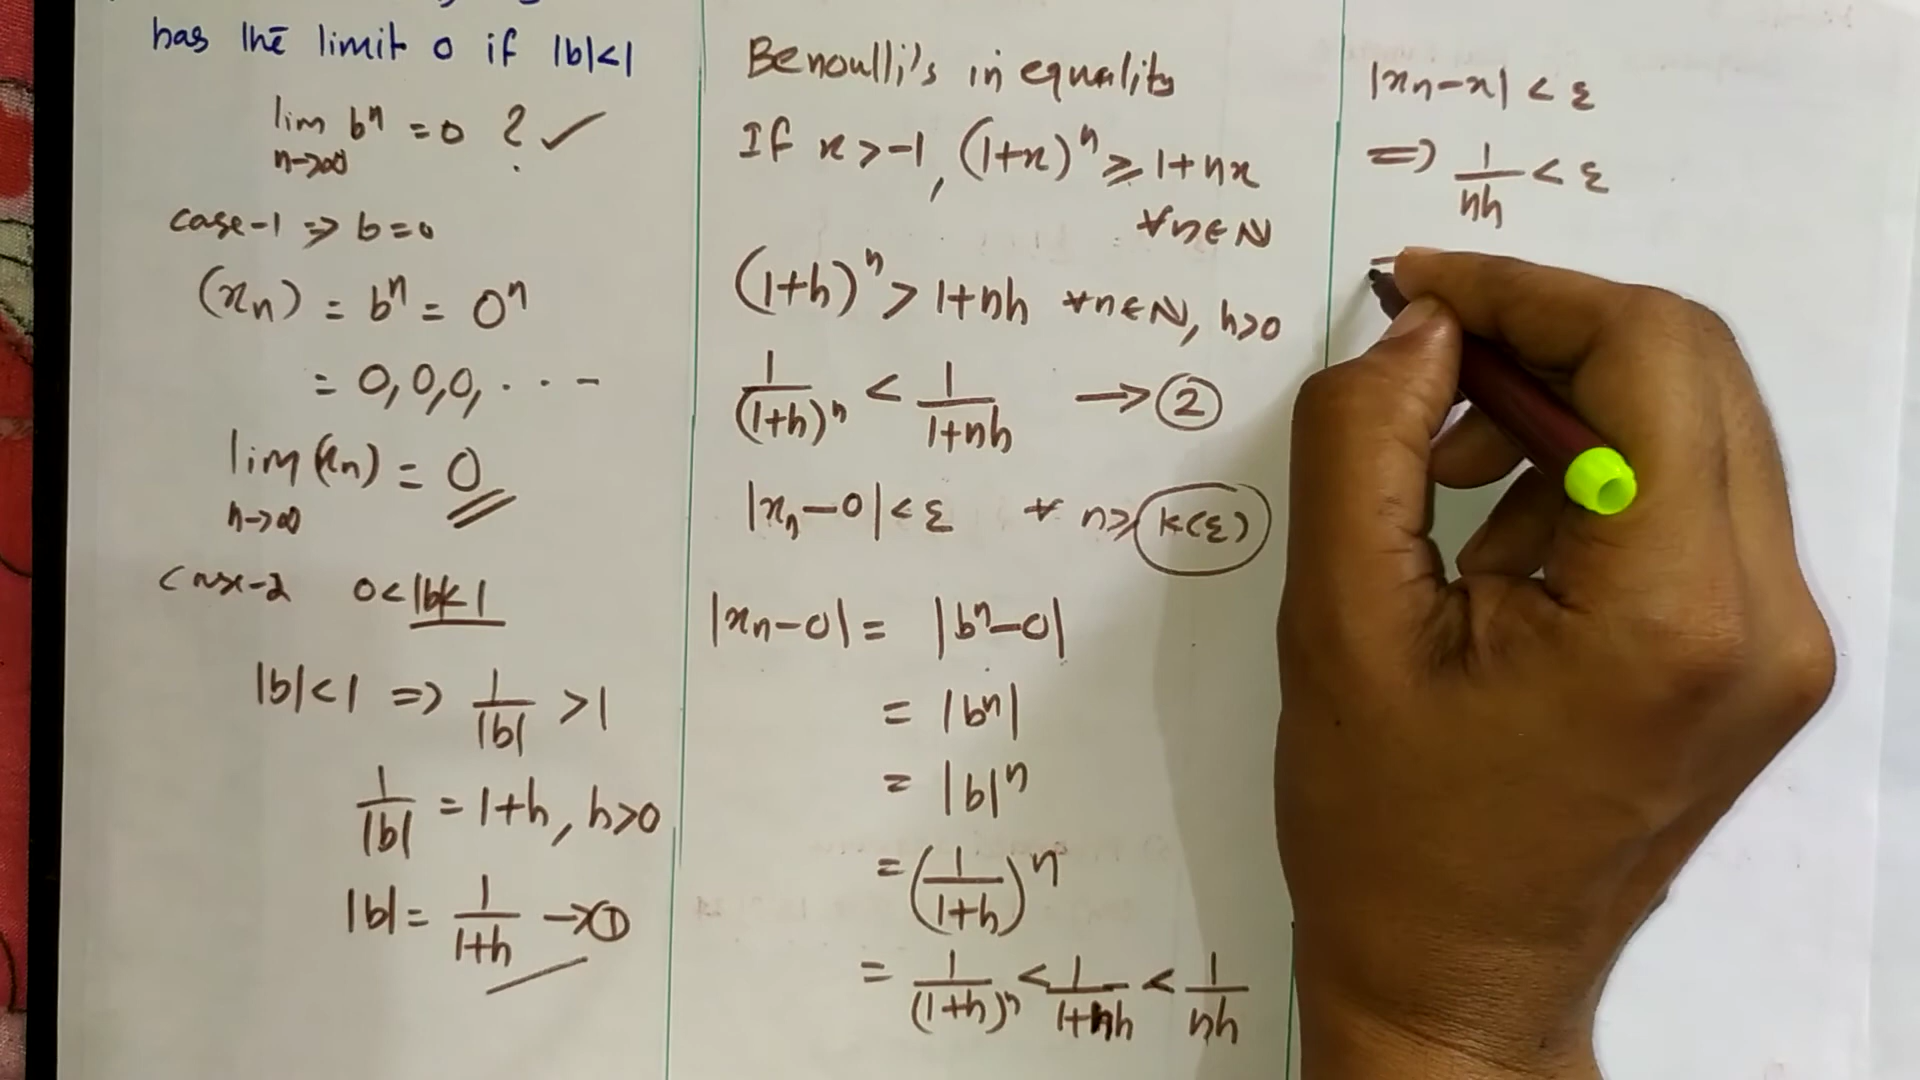 has the limit 0 if |b|<1
lim bⁿ = 0 ? ✓
n→∞
case-1 ⇒ b=0
(xₙ) = bⁿ = 0ⁿ
= 0,0,0, . . . -
lim (xₙ) = 0
n→∞
case-2 0<|b|<1
|b|<1 ⇒ 1/|b| >1
1/|b| = 1+h, h>0
|b| = 1/(1+h) → ①
Benoulli's in equality
If x>-1, (1+x)ⁿ ≥ 1+nx
∀n∈ℕ
(1+h)ⁿ > 1+nh ∀n∈ℕ, h>0
1/(1+h)ⁿ < 1/(1+nh) → ②
|xₙ-0|<ε ∀ n≥ k(ε)
|xₙ-0| = |bⁿ-0|
= |bⁿ|
= |b|ⁿ
= (1/(1+h))ⁿ
= 1/(1+h)ⁿ < 1/(1+nh) < 1/nh
|xₙ-x| < ε
⇒ 1/nh < ε